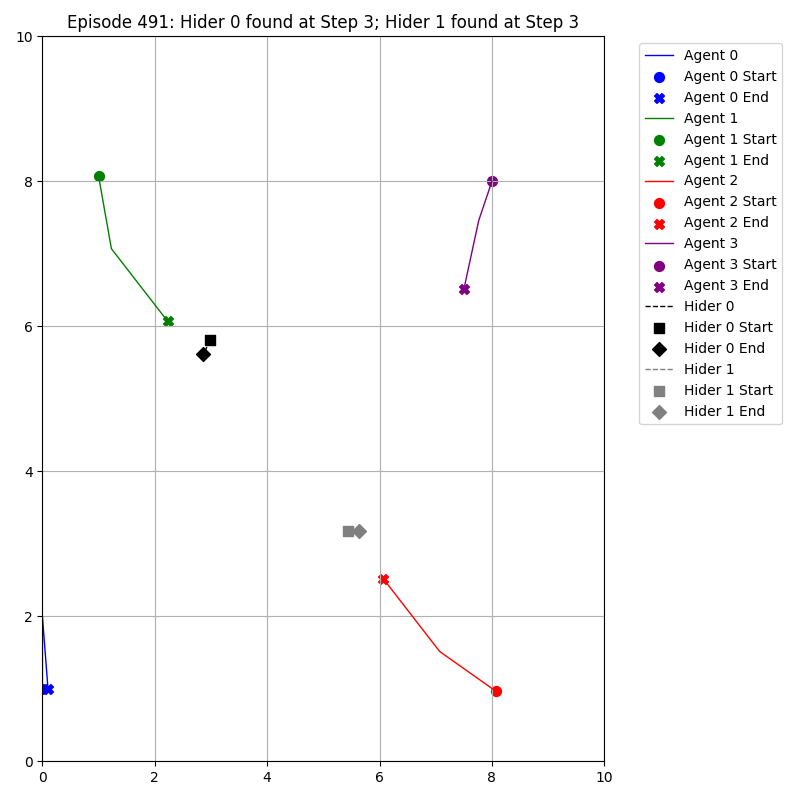 Episode 491: Hider 0 found at Step 3; Hider 1 found at Step 3
10
8
6
4
2
0
0 2 4 6 8 10
Agent 0
Agent 0 Start
Agent 0 End
Agent 1
Agent 1 Start
Agent 1 End
Agent 2
Agent 2 Start
Agent 2 End
Agent 3
Agent 3 Start
Agent 3 End
Hider 0
Hider 0 Start
Hider 0 End
Hider 1
Hider 1 Start
Hider 1 End